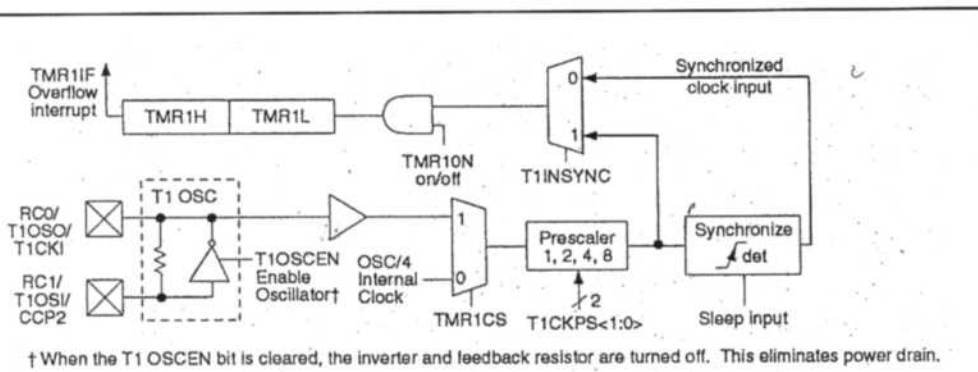 TMR1IF
Overflow
interrupt
TMR1H
TMR1L
TMR10N
on/off
0
1
T1INSYNC
Synchronized
clock input
RC0/
T1OSO/
T1CKI
RC1/
T1OSI/
CCP2
T1 OSC
T1OSCEN
Enable
Oscillator†
OSC/4
Internal
Clock
1
0
TMR1CS
Prescaler
1, 2, 4, 8
2
T1CKPS<1:0>
Synchronize
det
Sleep input
† When the T1 OSCEN bit is cleared, the inverter and feedback resistor are turned off. This eliminates power drain.